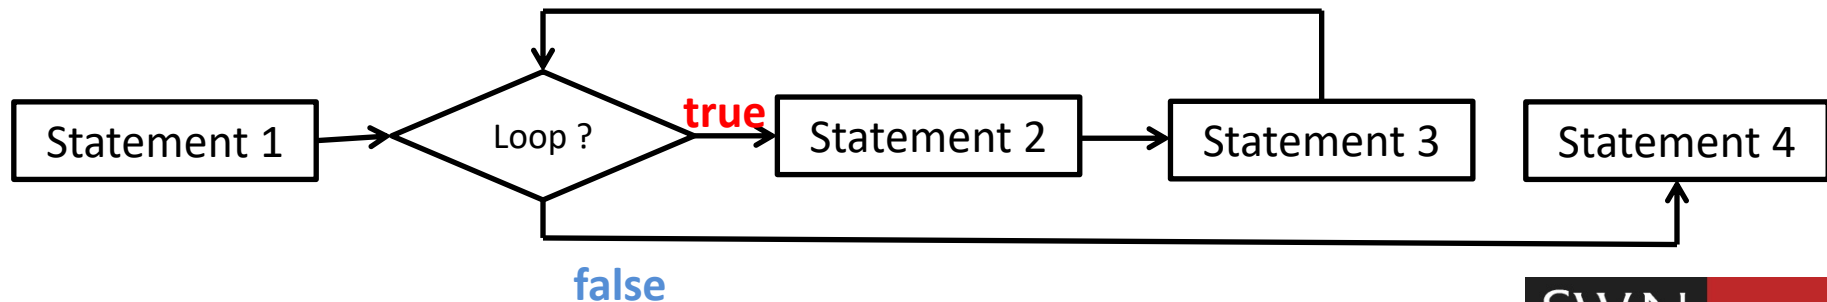 Statement 1
Loop ?
true
Statement 2
Statement 3
Statement 4
false